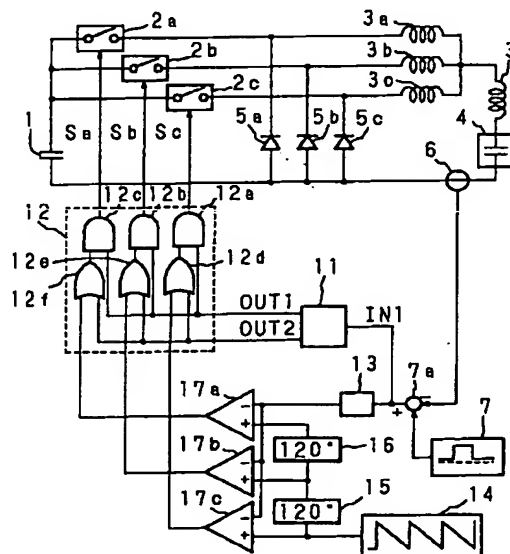 2a
3a
2b
3b
2c
3c
3
Sa
Sb
Sc
5a
5b
5c
4
1
6
12c
12b
12a
12
12e
12d
12f
OUT1
11
IN1
OUT2
13
7a
+
−
17a
−
+
120°
16
7
17b
−
+
17c
−
+
120°
15
14